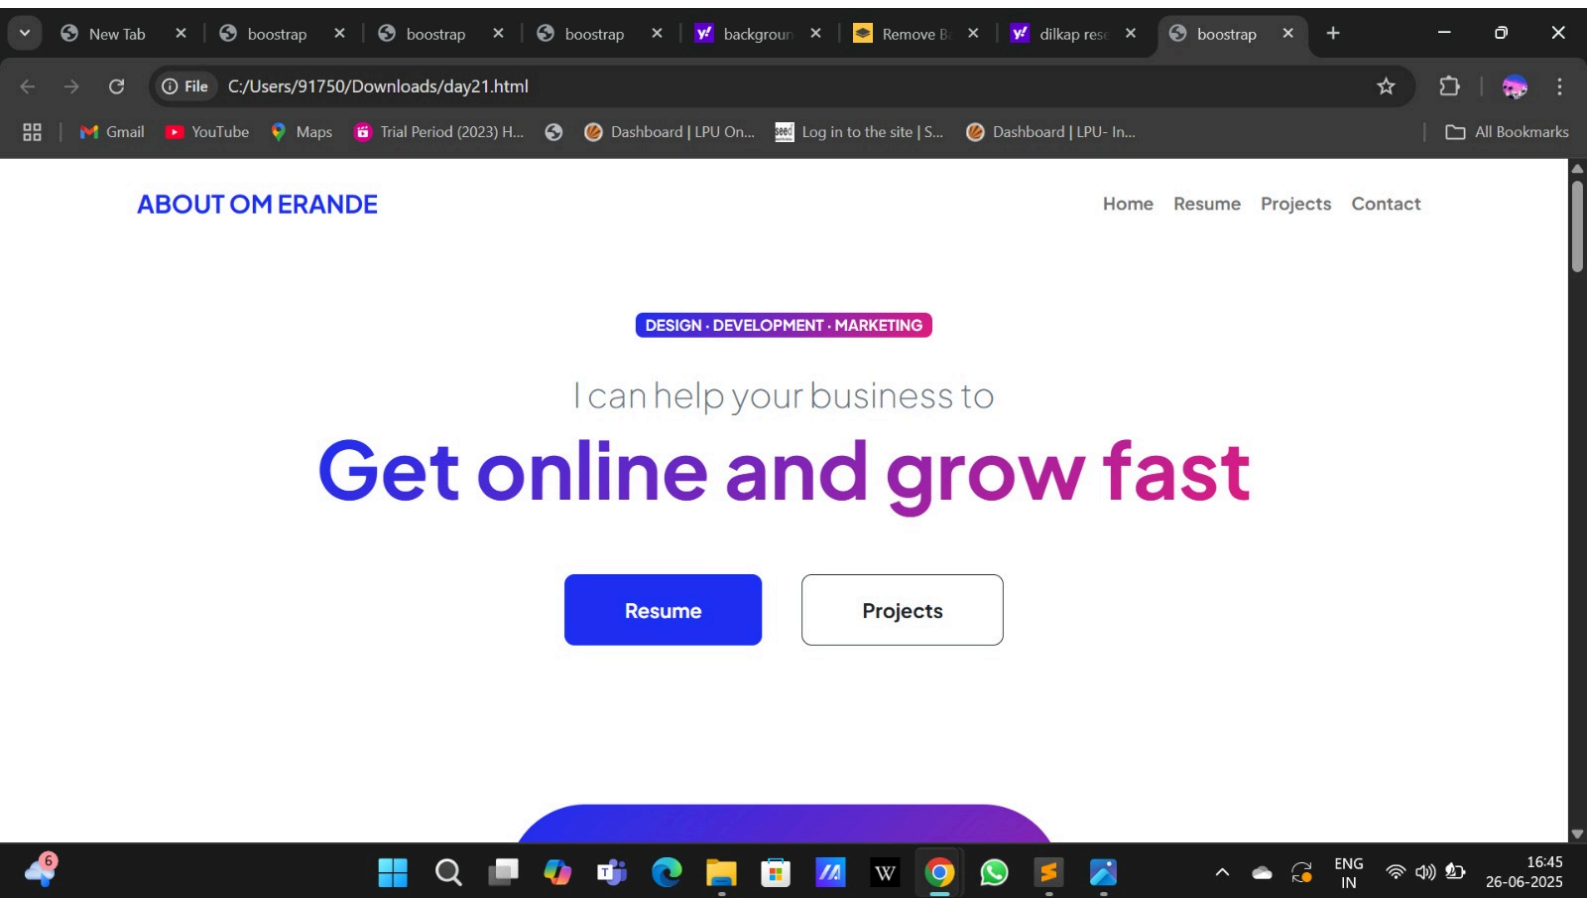 New Tab boostrap boostrap boostrap backgroun Remove B dilkap rese boostrap
File C:/Users/91750/Downloads/day21.html
Gmail YouTube Maps Trial Period (2023) H... Dashboard | LPU On... seed Log in to the site | S... Dashboard | LPU- In... All Bookmarks
ABOUT OM ERANDE Home Resume Projects Contact
DESIGN · DEVELOPMENT · MARKETING
I can help your business to
Get online and grow fast
Resume Projects
6 W ENG 16:45
IN 26-06-2025